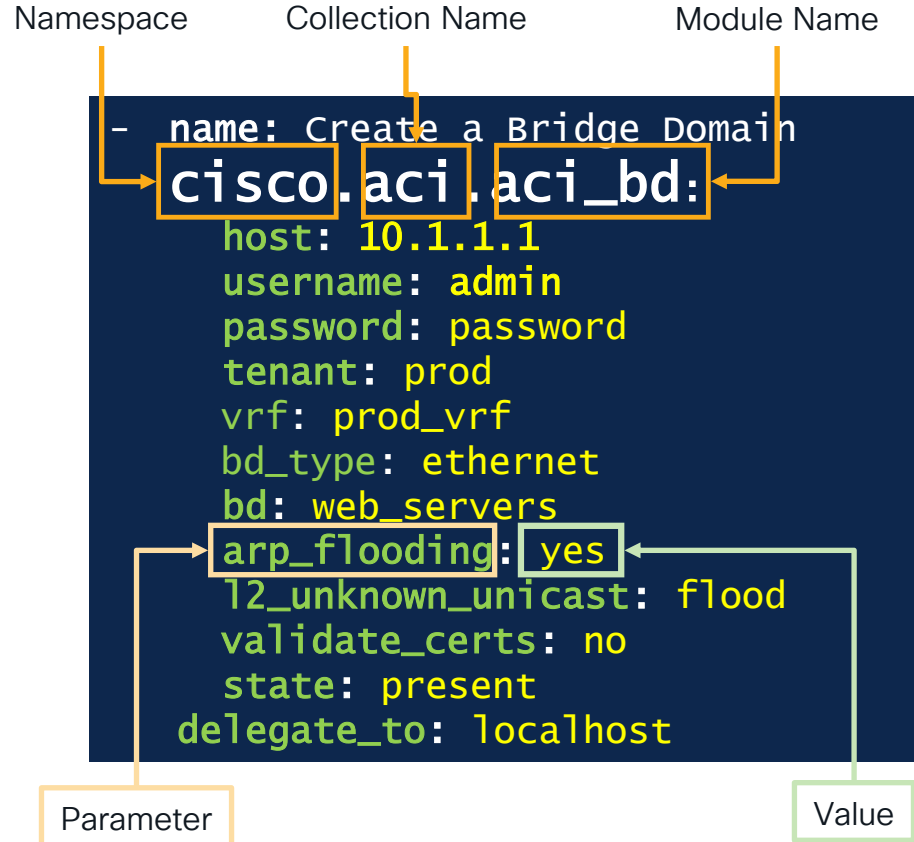 Namespace Collection Name Module Name
- name: Create a Bridge Domain
cisco.aci.aci_bd:
host: 10.1.1.1
username: admin
password: password
tenant: prod
vrf: prod_vrf
bd_type: ethernet
bd: web_servers
arp_flooding: yes
l2_unknown_unicast: flood
validate_certs: no
state: present
delegate_to: localhost
Parameter Value